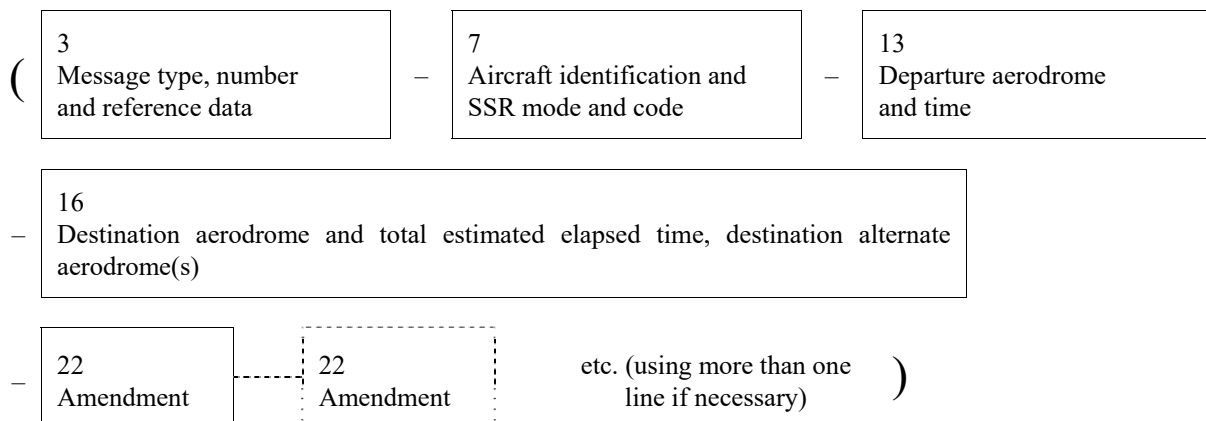 ( 3 7 13
Message type, number – Aircraft identification and – Departure aerodrome
and reference data SSR mode and code and time
16
– Destination aerodrome and total estimated elapsed time, destination alternate
aerodrome(s)
22 22 etc. (using more than one )
– Amendment Amendment line if necessary)